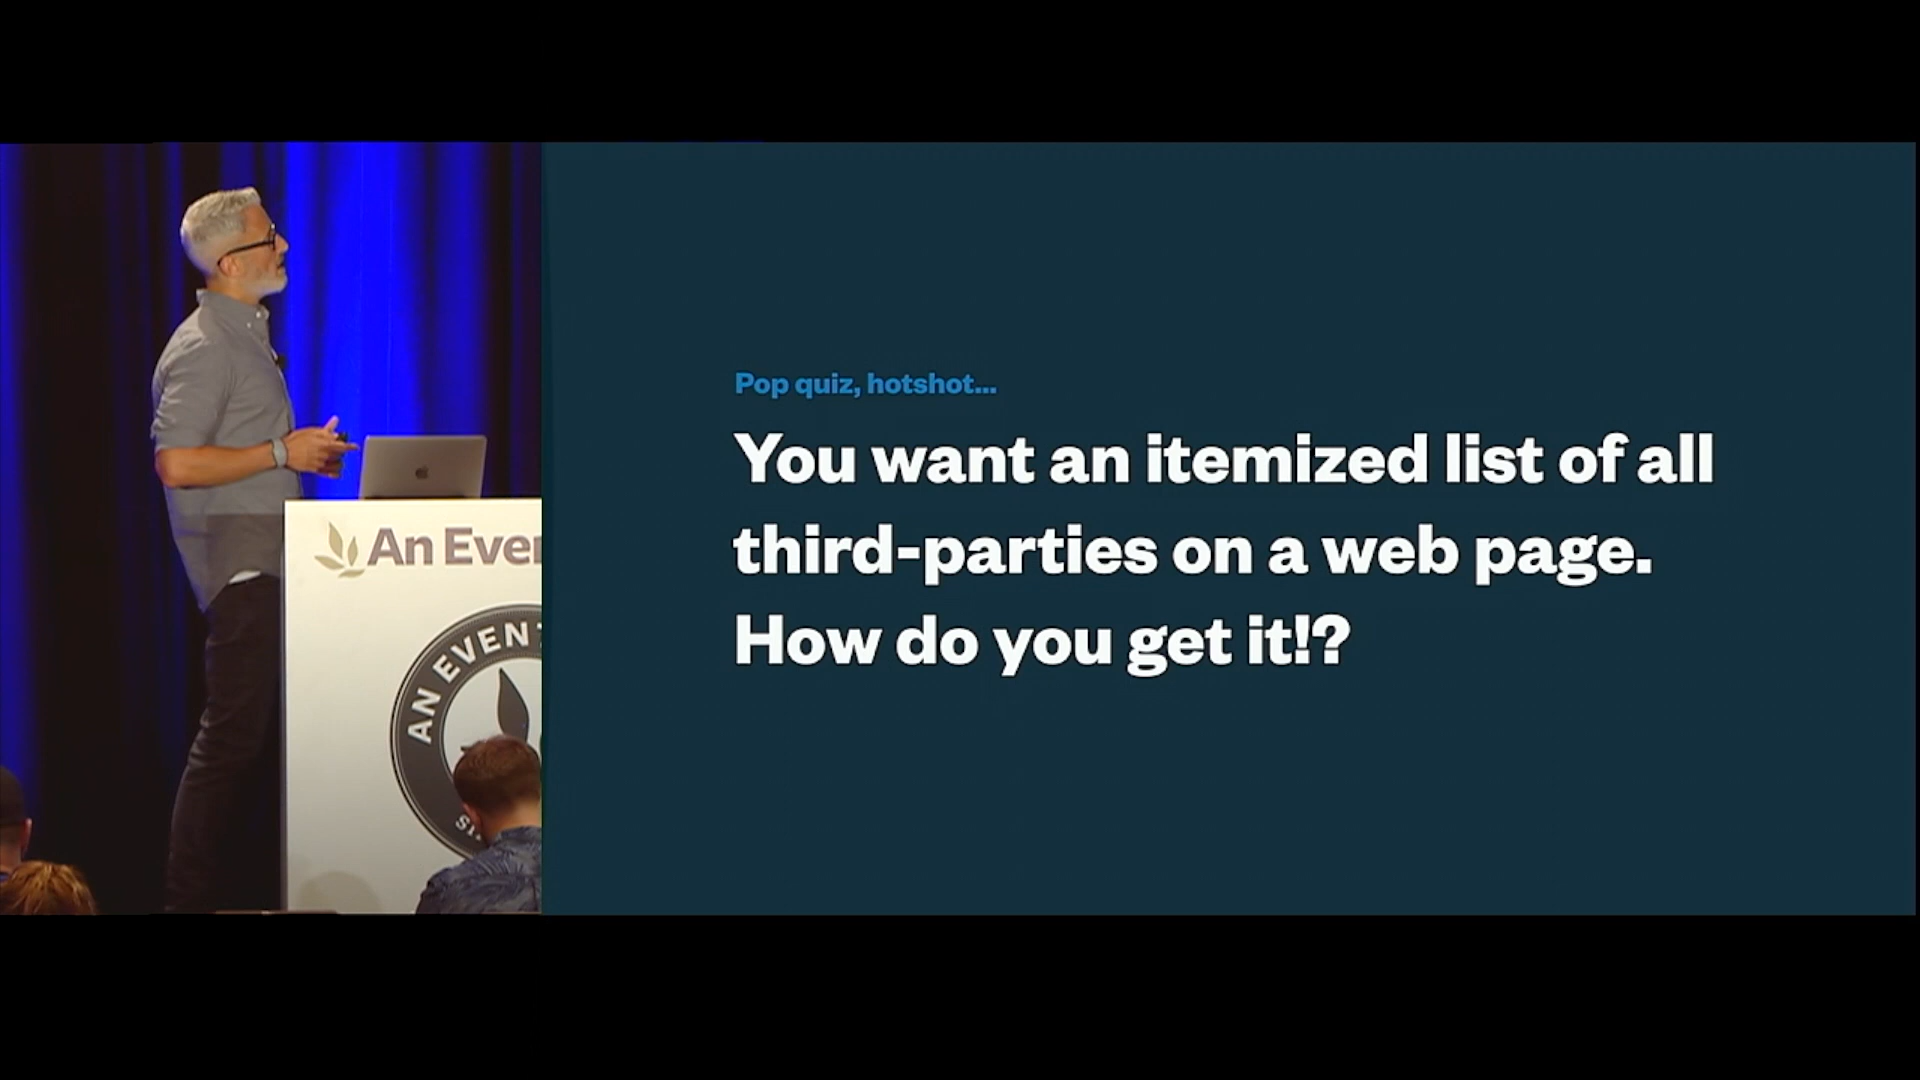 Pop quiz, hotshot...
You want an itemized list of all
third-parties on a web page.
How do you get it!?
An Even
AN EVENT